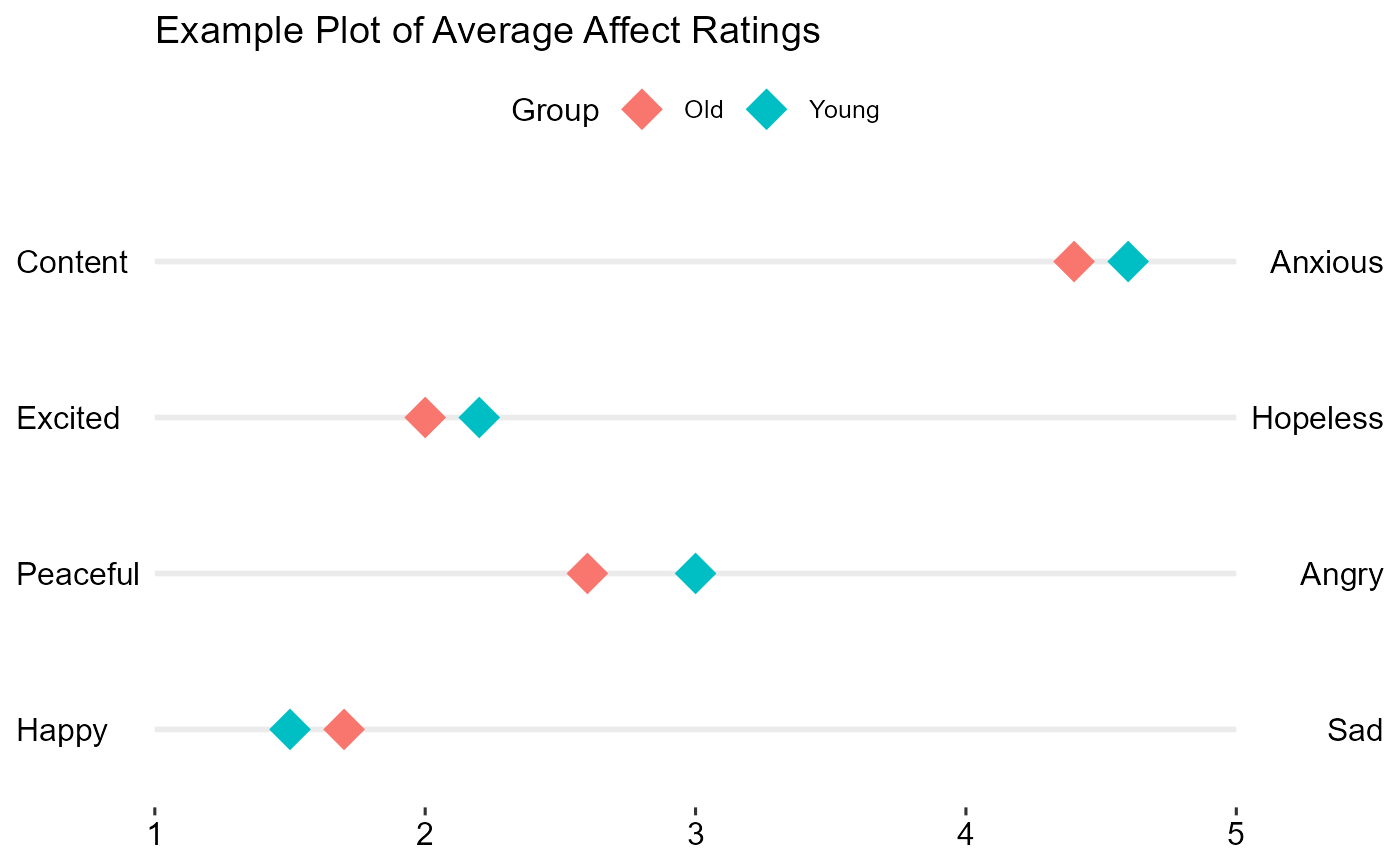 Example Plot of Average Affect Ratings
Group Old Young
Content Anxious
Excited Hopeless
Peaceful Angry
Happy Sad
1 2 3 4 5